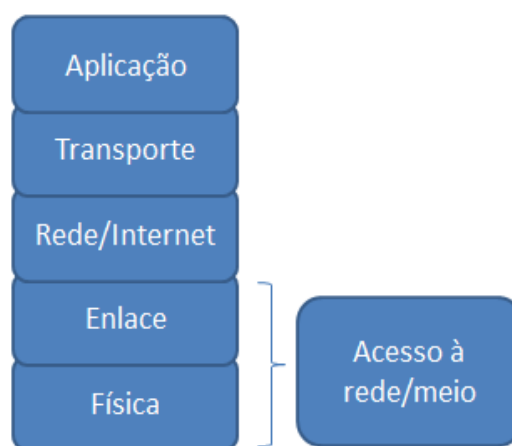 Aplicação
Transporte
Rede/Internet
Enlace
Física
Acesso à
rede/meio